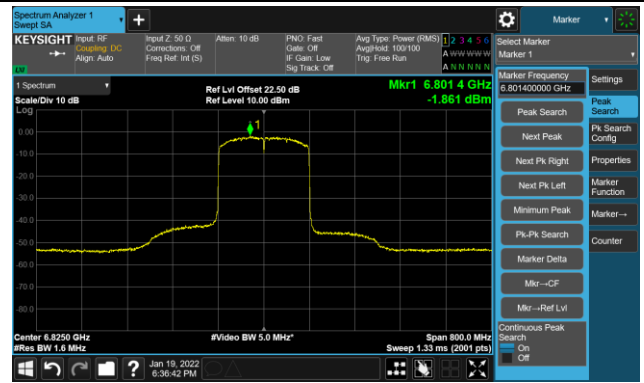 Spectrum Analyzer 1
Swept SA
Marker
KEYSIGHT
Input: RF
Coupling: DC
Align: Auto
Input Z: 50 Ω
Corrections: Off
Freq Ref: Int (S)
Atten: 10 dB
PNO: Fast
Gate: Off
IF Gain: Low
Sig Track: Off
Avg Type: Power (RMS)
Avg|Hold: 100/100
Trig: Free Run
1 2 3 4 5 6
A W W W W W
A N N N N N
Select Marker
Marker 1
1 Spectrum
Scale/Div 10 dB
Log
Ref Lvl Offset 22.50 dB
Ref Level 10.00 dBm
Mkr1 6.801 4 GHz
-1.861 dBm
1
0.00
-10.0
-20.0
-30.0
-40.0
-50.0
-60.0
-70.0
-80.0
Center 6.8250 GHz
#Res BW 1.6 MHz
#Video BW 5.0 MHz*
Span 800.0 MHz
Sweep 1.33 ms (2001 pts)
Marker Frequency
6.801400000 GHz
Peak Search
Next Peak
Next Pk Right
Next Pk Left
Minimum Peak
Pk-Pk Search
Marker Delta
Mkr→CF
Mkr→Ref Lvl
Continuous Peak
Search
On
Off
Settings
Peak
Search
Pk Search
Config
Properties
Marker
Function
Marker→
Counter
?
Jan 19, 2022
6:36:42 PM